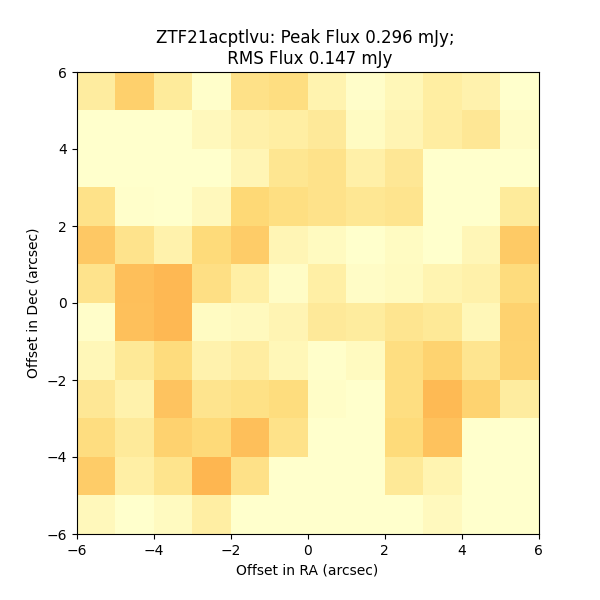 ZTF21acptlvu: Peak Flux 0.296 mJy;
RMS Flux 0.147 mJy
6
4
2
0
−2
−4
−6
Offset in Dec (arcsec)
−6 −4 −2 0 2 4 6
Offset in RA (arcsec)